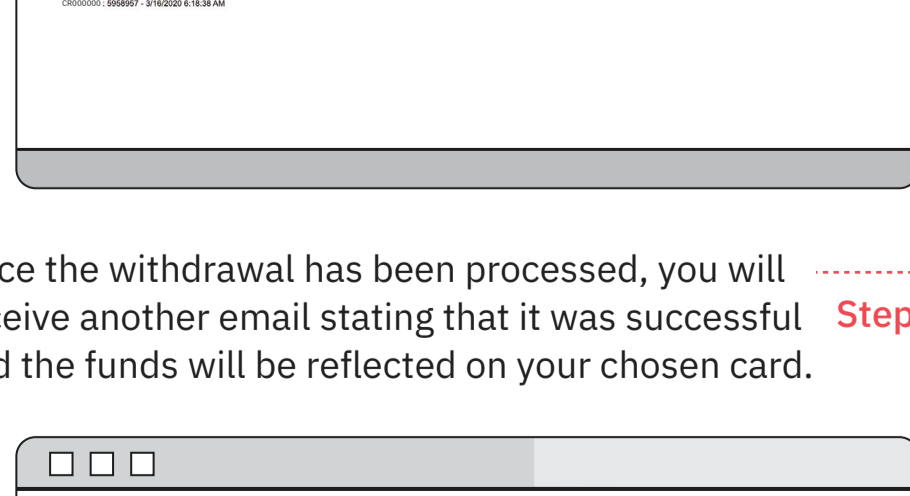 CR000000 : 5958957 - 3/16/2020 6:18:38 AM
ce the withdrawal has been processed, you will
eive another email stating that it was successful
Step
d the funds will be reflected on your chosen card.